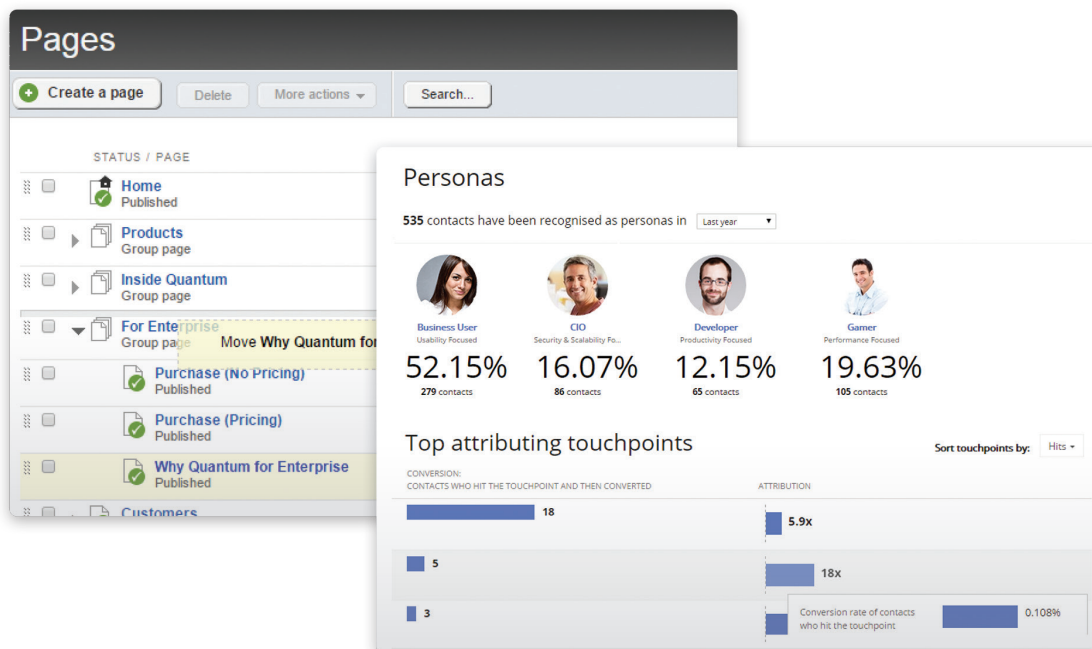 Pages
Create a page
Delete
More actions
Search...
STATUS / PAGE
Home
Published
Products
Group page
Inside Quantum
Group page
For Enterprise
Group page
Move Why Quantum for
Purchase (No Pricing)
Published
Purchase (Pricing)
Published
Why Quantum for Enterprise
Published
Customers
Personas
535 contacts have been recognised as personas in Last year
Business User CIO Developer Gamer
Usability Focused Security & Scalability Fo... Productivity Focused Performance Focused
52.15% 16.07% 12.15% 19.63%
279 contacts 86 contacts 65 contacts 105 contacts
Top attributing touchpoints Sort touchpoints by: Hits
CONVERSION:
CONTACTS WHO HIT THE TOUCHPOINT AND THEN CONVERTED ATTRIBUTION
18 5.9x
5 18x
3
Conversion rate of contacts 0.108%
who hit the touchpoint